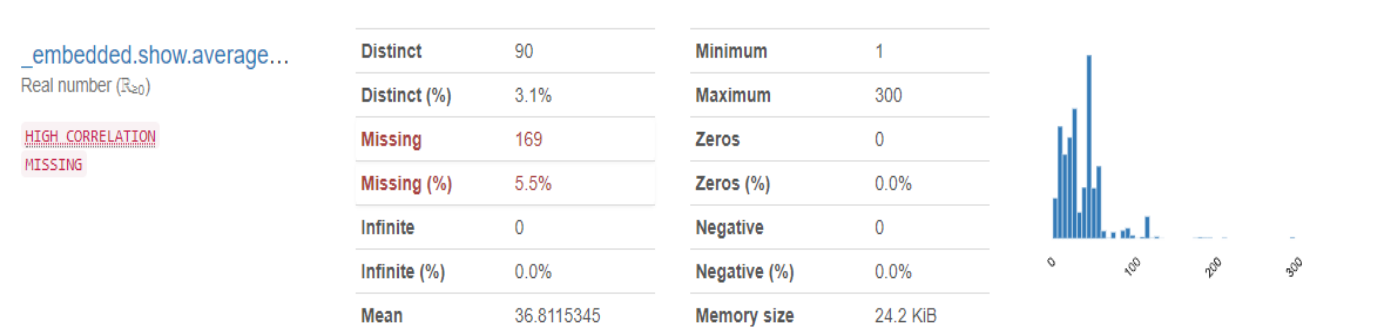 _embedded.show.average...
Real number (ℝ≥0)
HIGH CORRELATION
MISSING
Distinct 90
Distinct (%) 3.1%
Missing 169
Missing (%) 5.5%
Infinite 0
Infinite (%) 0.0%
Mean 36.8115345
Minimum 1
Maximum 300
Zeros 0
Zeros (%) 0.0%
Negative 0
Negative (%) 0.0%
Memory size 24.2 KiB
0 100 200 300